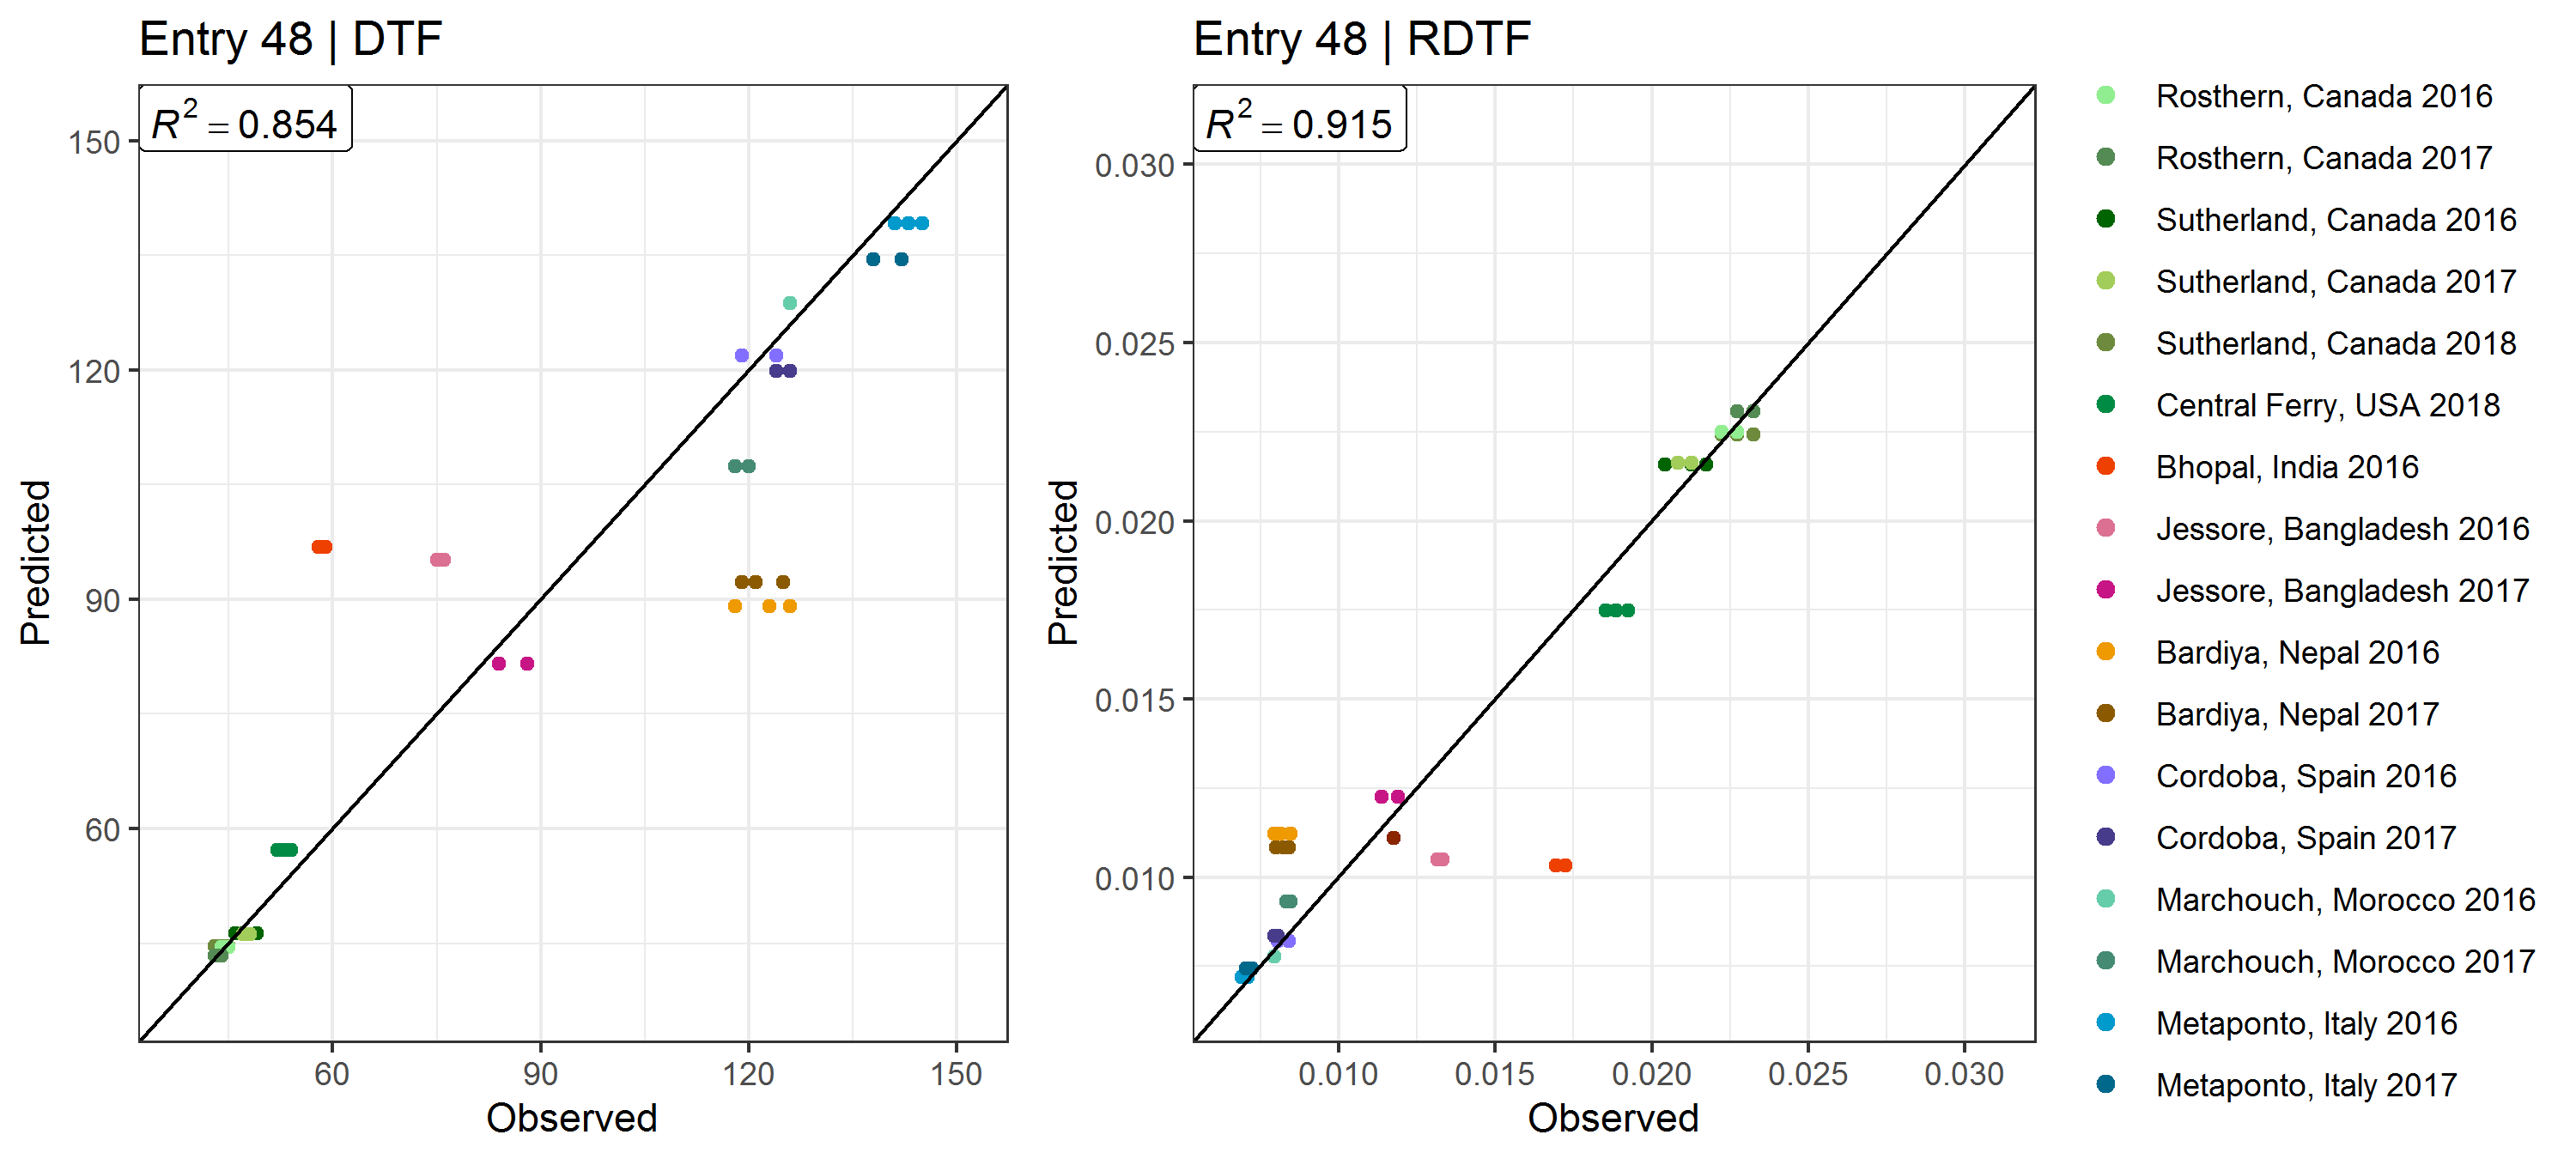 Entry 48 | DTF
R² = 0.854
150
120
90
60
Predicted
60 90 120 150
Observed
Entry 48 | RDTF
R² = 0.915
0.030
0.025
0.020
0.015
0.010
Predicted
0.010 0.015 0.020 0.025 0.030
Observed
Rosthern, Canada 2016
Rosthern, Canada 2017
Sutherland, Canada 2016
Sutherland, Canada 2017
Sutherland, Canada 2018
Central Ferry, USA 2018
Bhopal, India 2016
Jessore, Bangladesh 2016
Jessore, Bangladesh 2017
Bardiya, Nepal 2016
Bardiya, Nepal 2017
Cordoba, Spain 2016
Cordoba, Spain 2017
Marchouch, Morocco 2016
Marchouch, Morocco 2017
Metaponto, Italy 2016
Metaponto, Italy 2017